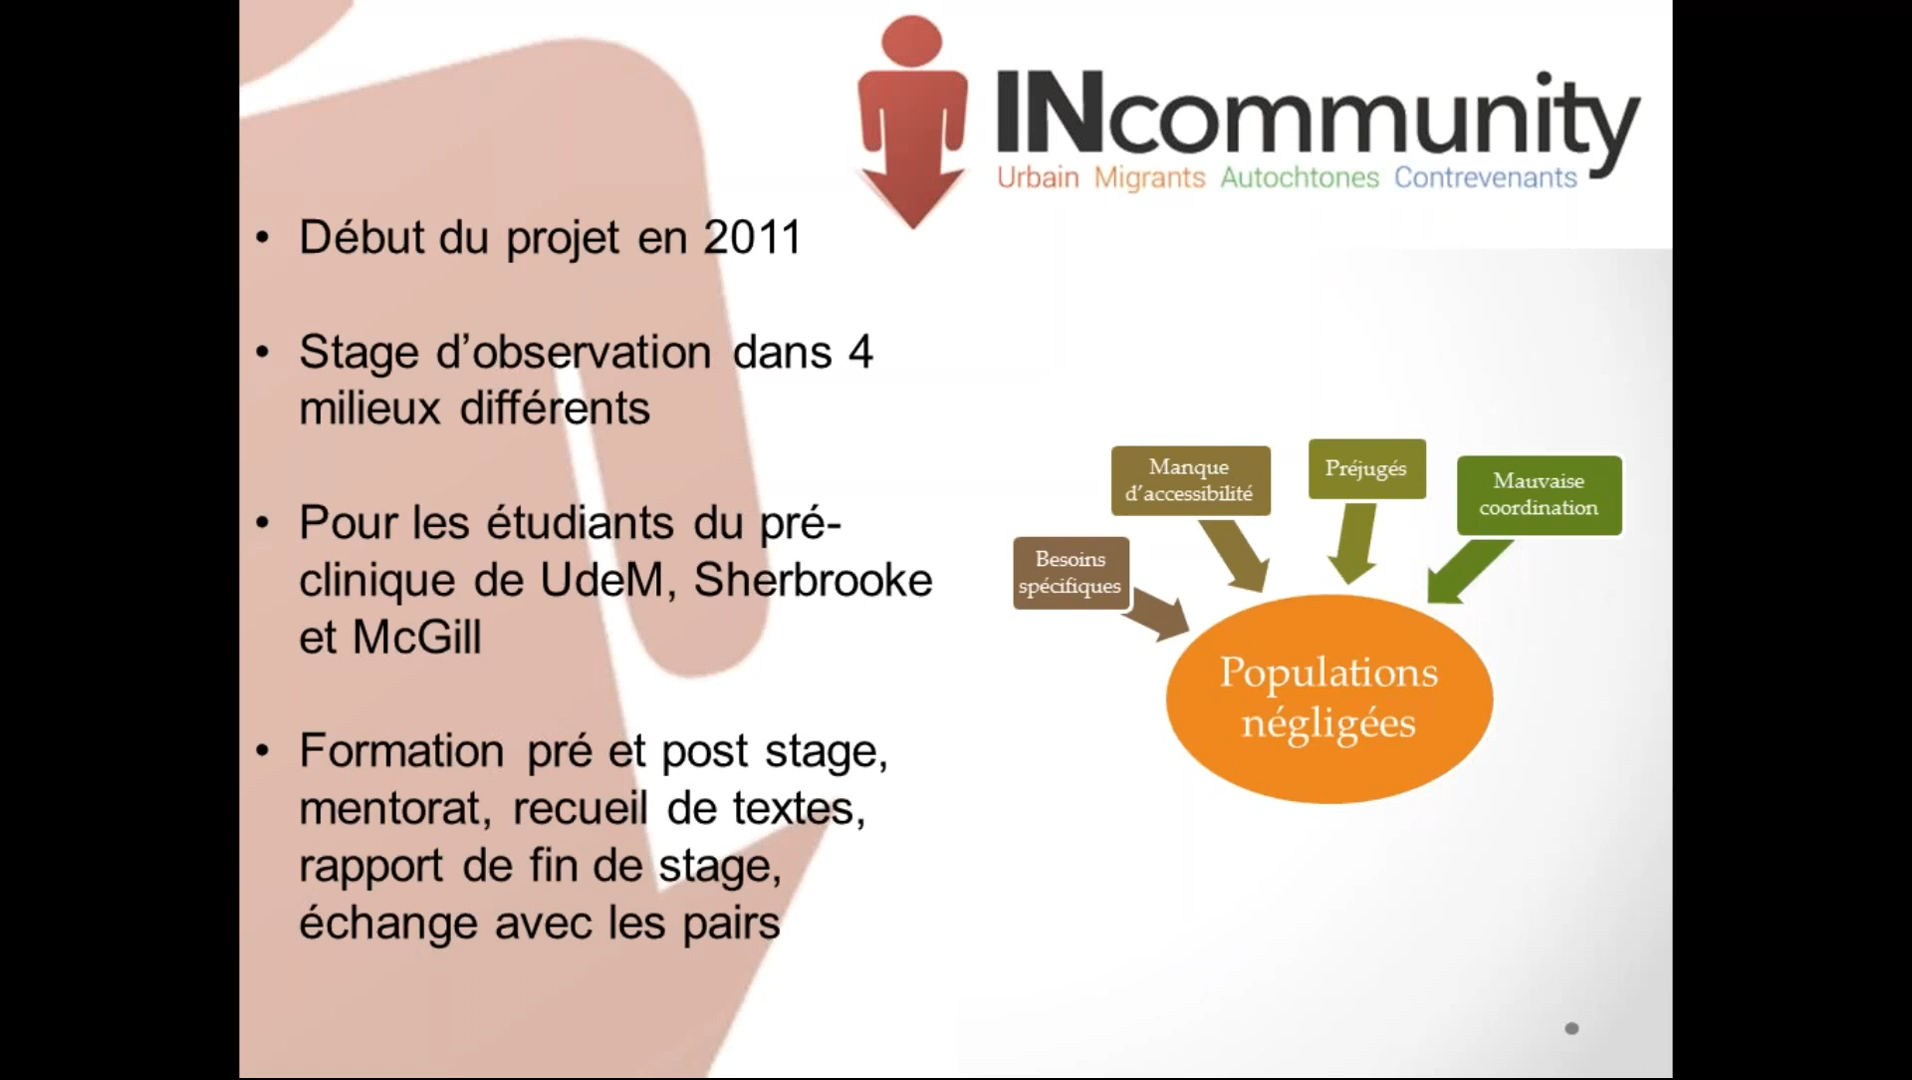 INcommunity
Urbain Migrants Autochtones Contrevenants
• Début du projet en 2011
• Stage d’observation dans 4
milieux différents
• Pour les étudiants du pré-
clinique de UdeM, Sherbrooke
et McGill
• Formation pré et post stage,
mentorat, recueil de textes,
rapport de fin de stage,
échange avec les pairs
Besoins
spécifiques
Manque
d’accessibilité
Préjugés
Mauvaise
coordination
Populations
négligées